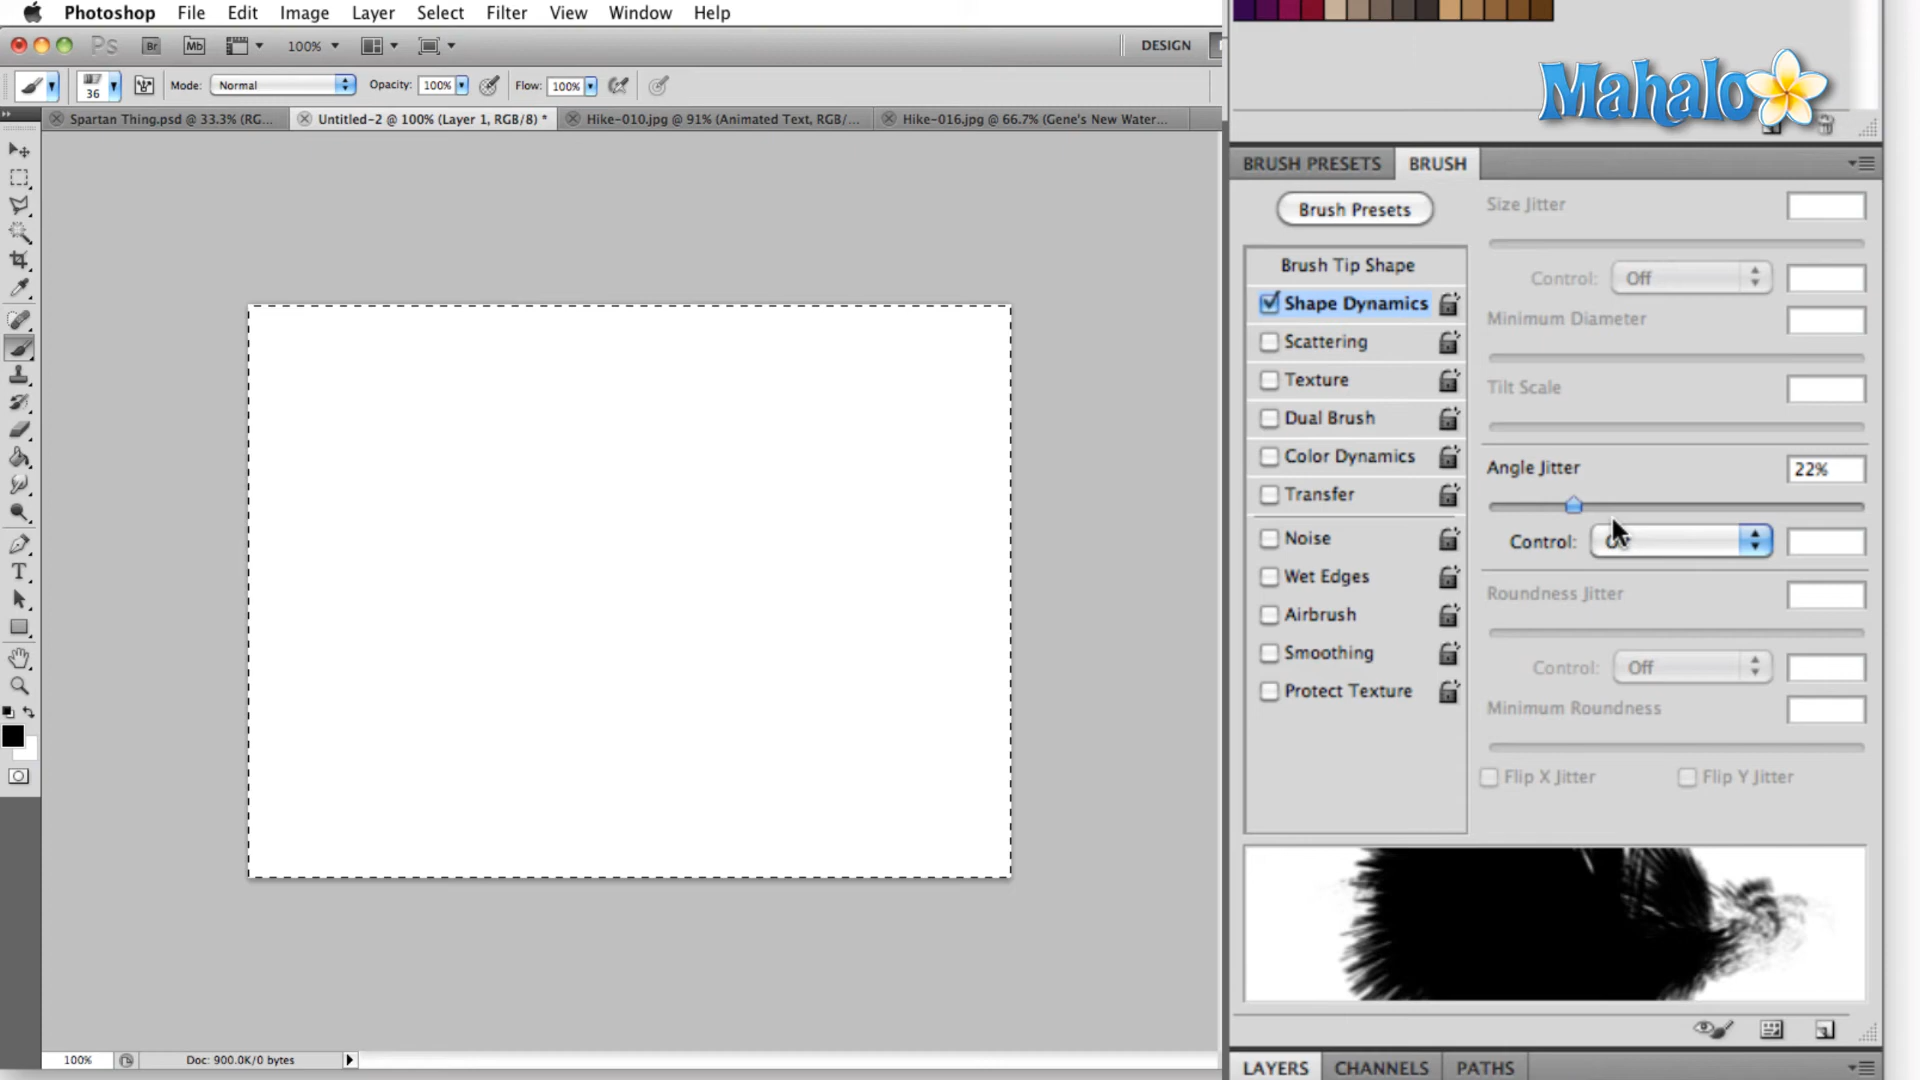 Photoshop File Edit Image Layer Select Filter View Window Help
Ps Br Mb 100% DESIGN
36 Mode: Normal Opacity: 100% Flow: 100%
Spartan Thing.psd @ 33.3% (RG... Untitled-2 @ 100% (Layer 1, RGB/8) * Hike-010.jpg @ 91% (Animated Text, RGB/... Hike-016.jpg @ 66.7% (Gene's New Water...
Mahalo
BRUSH PRESETS BRUSH
Brush Presets
Brush Tip Shape
Shape Dynamics
Scattering
Texture
Dual Brush
Color Dynamics
Transfer
Noise
Wet Edges
Airbrush
Smoothing
Protect Texture
Size Jitter
Control: Off
Minimum Diameter
Tilt Scale
Angle Jitter 22%
Control:
Roundness Jitter
Control: Off
Minimum Roundness
Flip X Jitter Flip Y Jitter
T
100% Doc: 900.0K/0 bytes
LAYERS CHANNELS PATHS